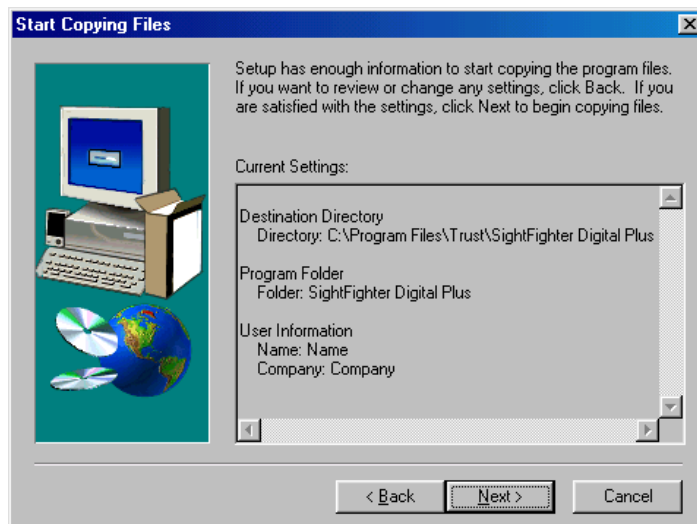 Start Copying Files
Setup has enough information to start copying the program files.
If you want to review or change any settings, click Back. If you
are satisfied with the settings, click Next to begin copying files.
Current Settings:
Destination Directory
Directory: C:\Program Files\Trust\SightFighter Digital Plus
Program Folder
Folder: SightFighter Digital Plus
User Information
Name: Name
Company: Company
< Back
Next >
Cancel